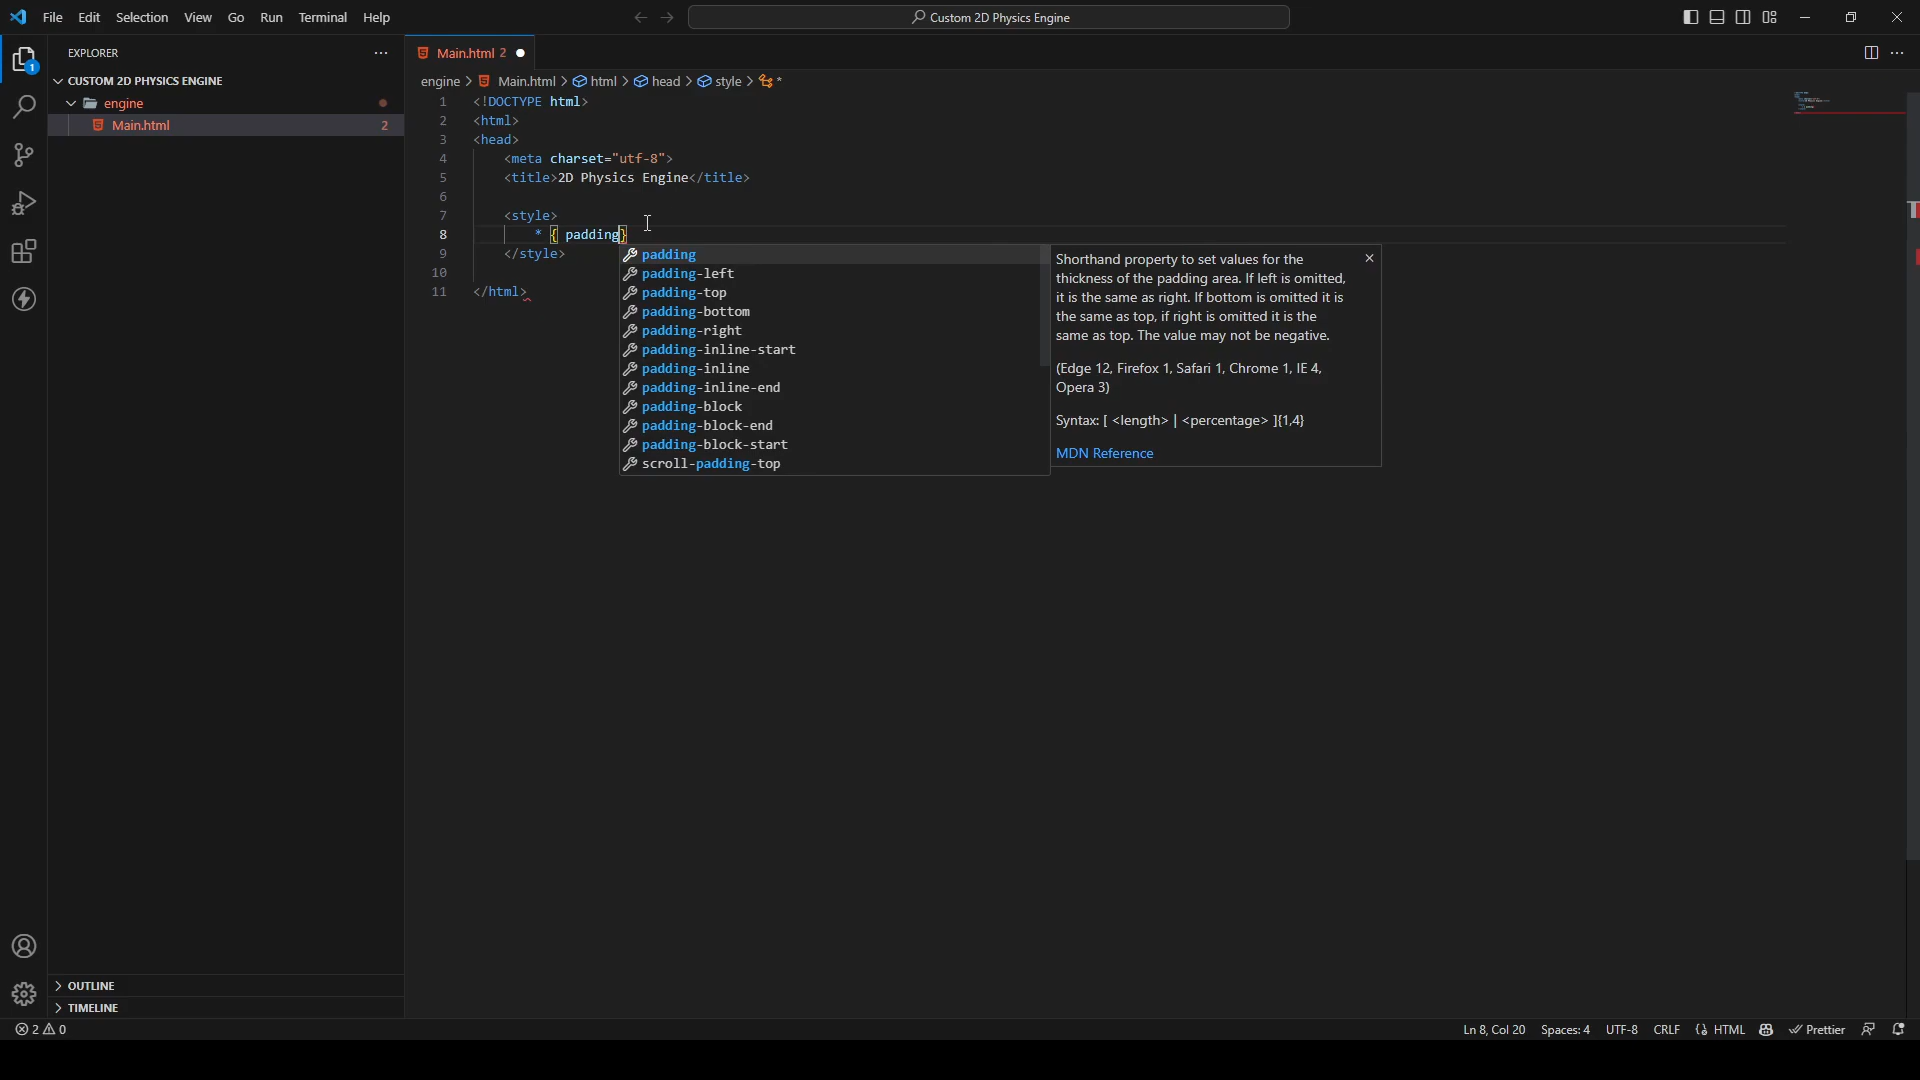 File Edit Selection View Go Run Terminal Help
Custom 2D Physics Engine
EXPLORER
CUSTOM 2D PHYSICS ENGINE
engine
Main.html 2
1
OUTLINE
TIMELINE
Main.html 2
engine > Main.html > html > head > style > *
1 <!DOCTYPE html>
2 <html>
3 <head>
4 <meta charset="utf-8">
5 <title>2D Physics Engine</title>
6
7 <style>
8 * { padding}
9 </style>
10
11 </html>
padding
padding-left
padding-top
padding-bottom
padding-right
padding-inline-start
padding-inline
padding-inline-end
padding-block
padding-block-end
padding-block-start
scroll-padding-top
Shorthand property to set values for the
thickness of the padding area. If left is omitted,
it is the same as right. If bottom is omitted it is
the same as top, if right is omitted it is the
same as top. The value may not be negative.
(Edge 12, Firefox 1, Safari 1, Chrome 1, IE 4,
Opera 3)
Syntax: [ <length> | <percentage> ]{1,4}
MDN Reference
2 0
Ln 8, Col 20 Spaces: 4 UTF-8 CRLF {} HTML Prettier